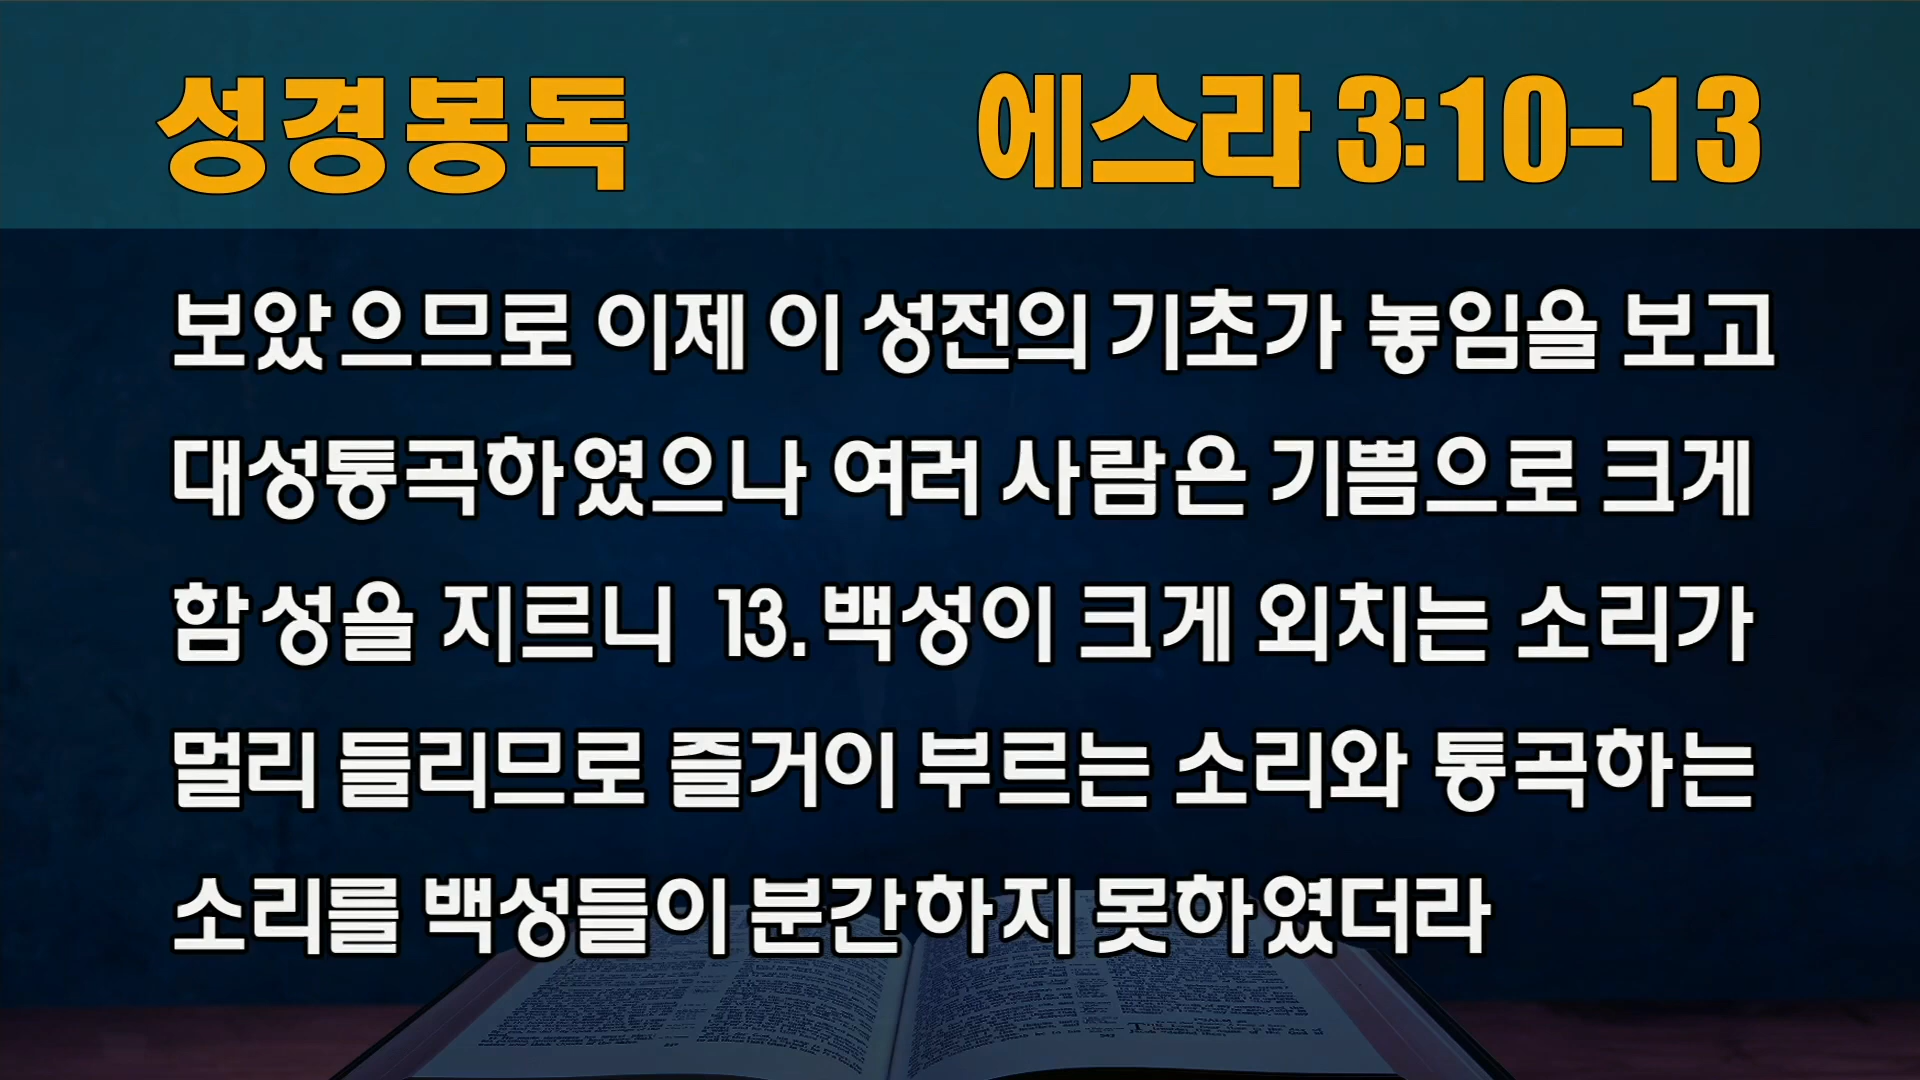 성경봉독 에스라 3:10-13
보았으므로 이제 이 성전의 기초가 놓임을 보고
대성통곡하였으나 여러 사람은 기쁨으로 크게
함성을 지르니 13.백성이 크게 외치는 소리가
멀리 들리므로 즐거이 부르는 소리와 통곡하는
소리를 백성들이 분간하지 못하였더라